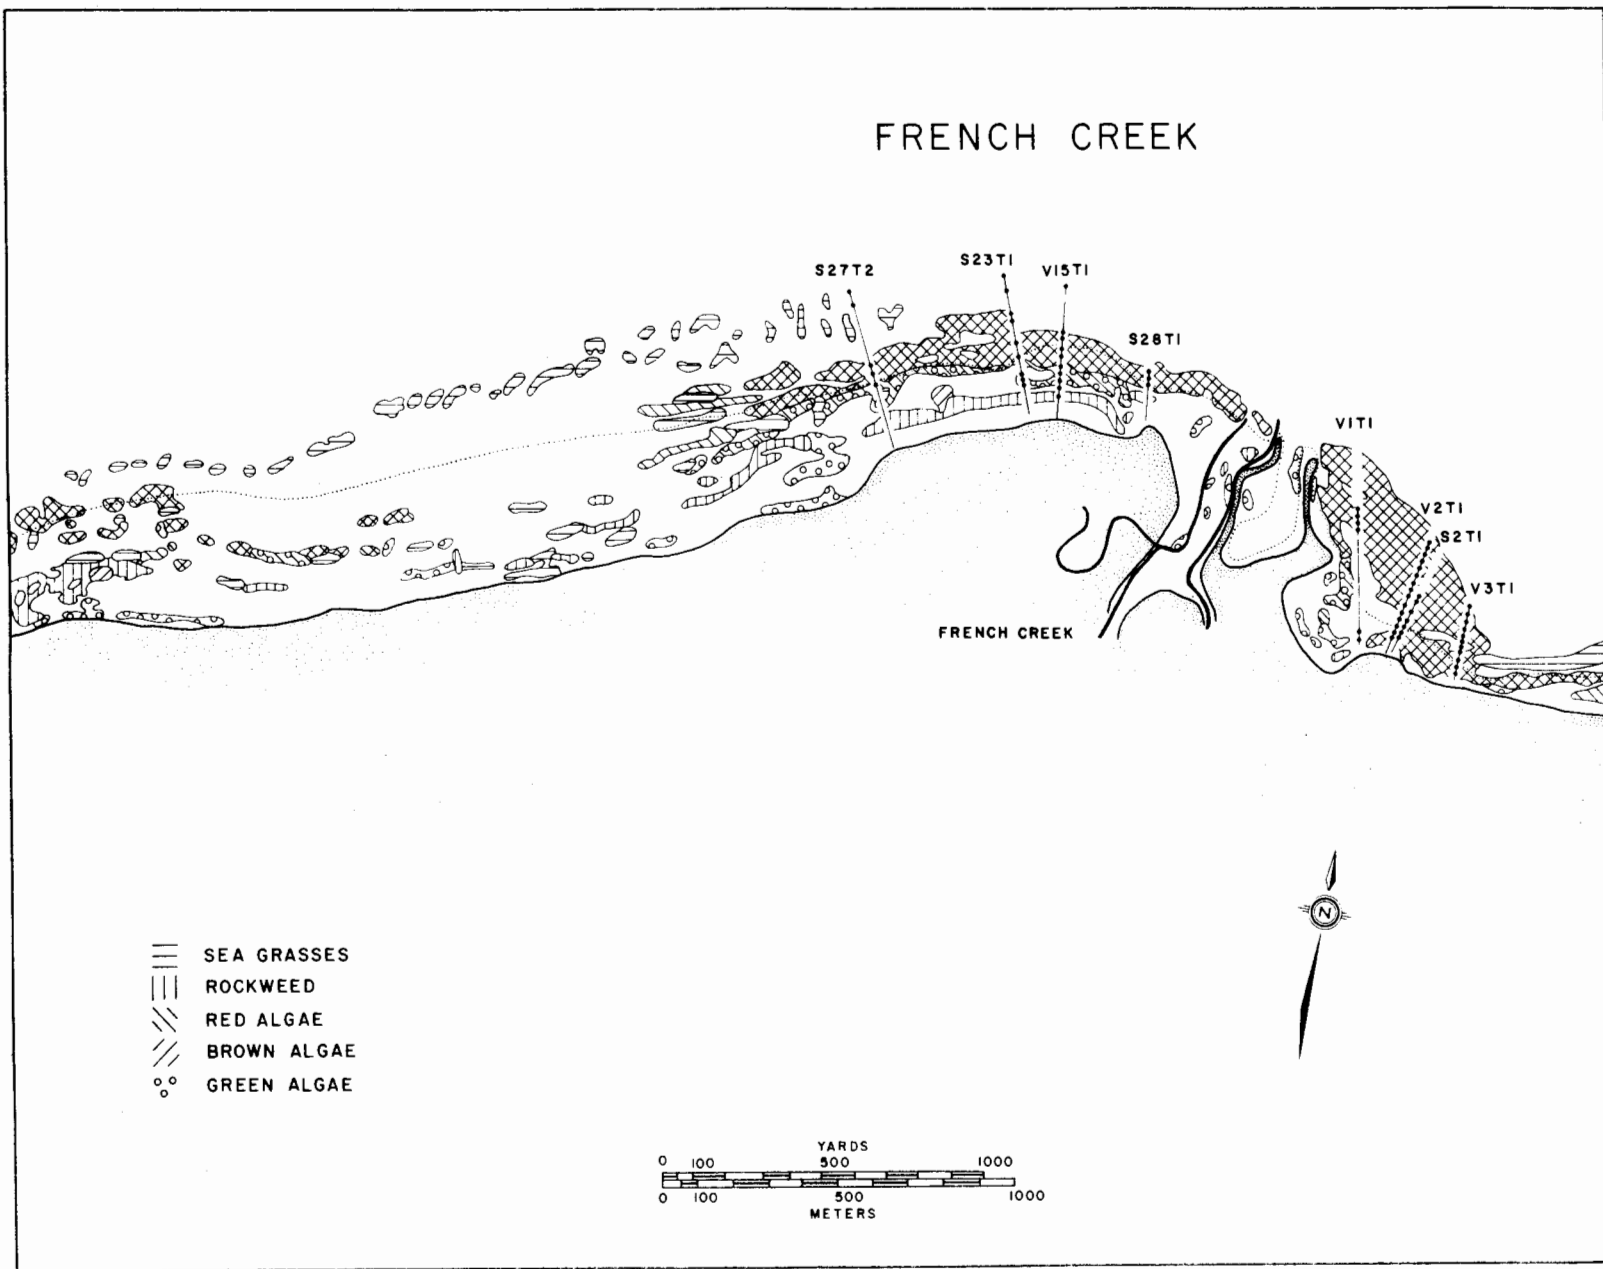 FRENCH CREEK
S27T2
S23T1
V15T1
S28T1
V1T1
V2T1
S2T1
V3T1
FRENCH CREEK
N
SEA GRASSES
ROCKWEED
RED ALGAE
BROWN ALGAE
GREEN ALGAE
YARDS
0 100 500 1000
0 100 500 1000
METERS